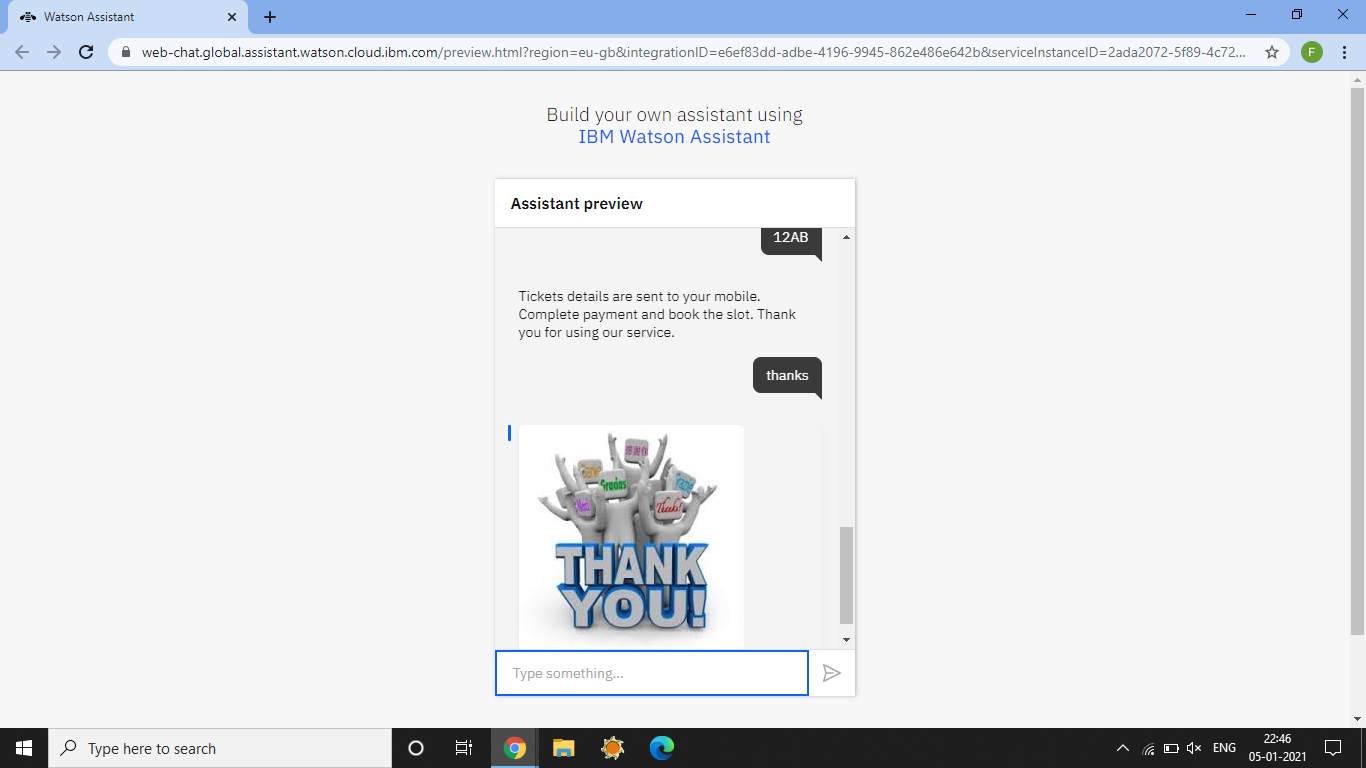 Watson Assistant
web-chat.global.assistant.watson.cloud.ibm.com/preview.html?region=eu-gb&integrationID=e6ef83dd-adbe-4196-9945-862e486e642b&serviceInstanceID=2ada2072-5f89-4c72...
F
Build your own assistant using
IBM Watson Assistant
Assistant preview
12AB
Tickets details are sent to your mobile.
Complete payment and book the slot. Thank
you for using our service.
thanks
Gracias
Thanks!
THANK
YOU!
Type something...
Type here to search
ENG
22:46
05-01-2021